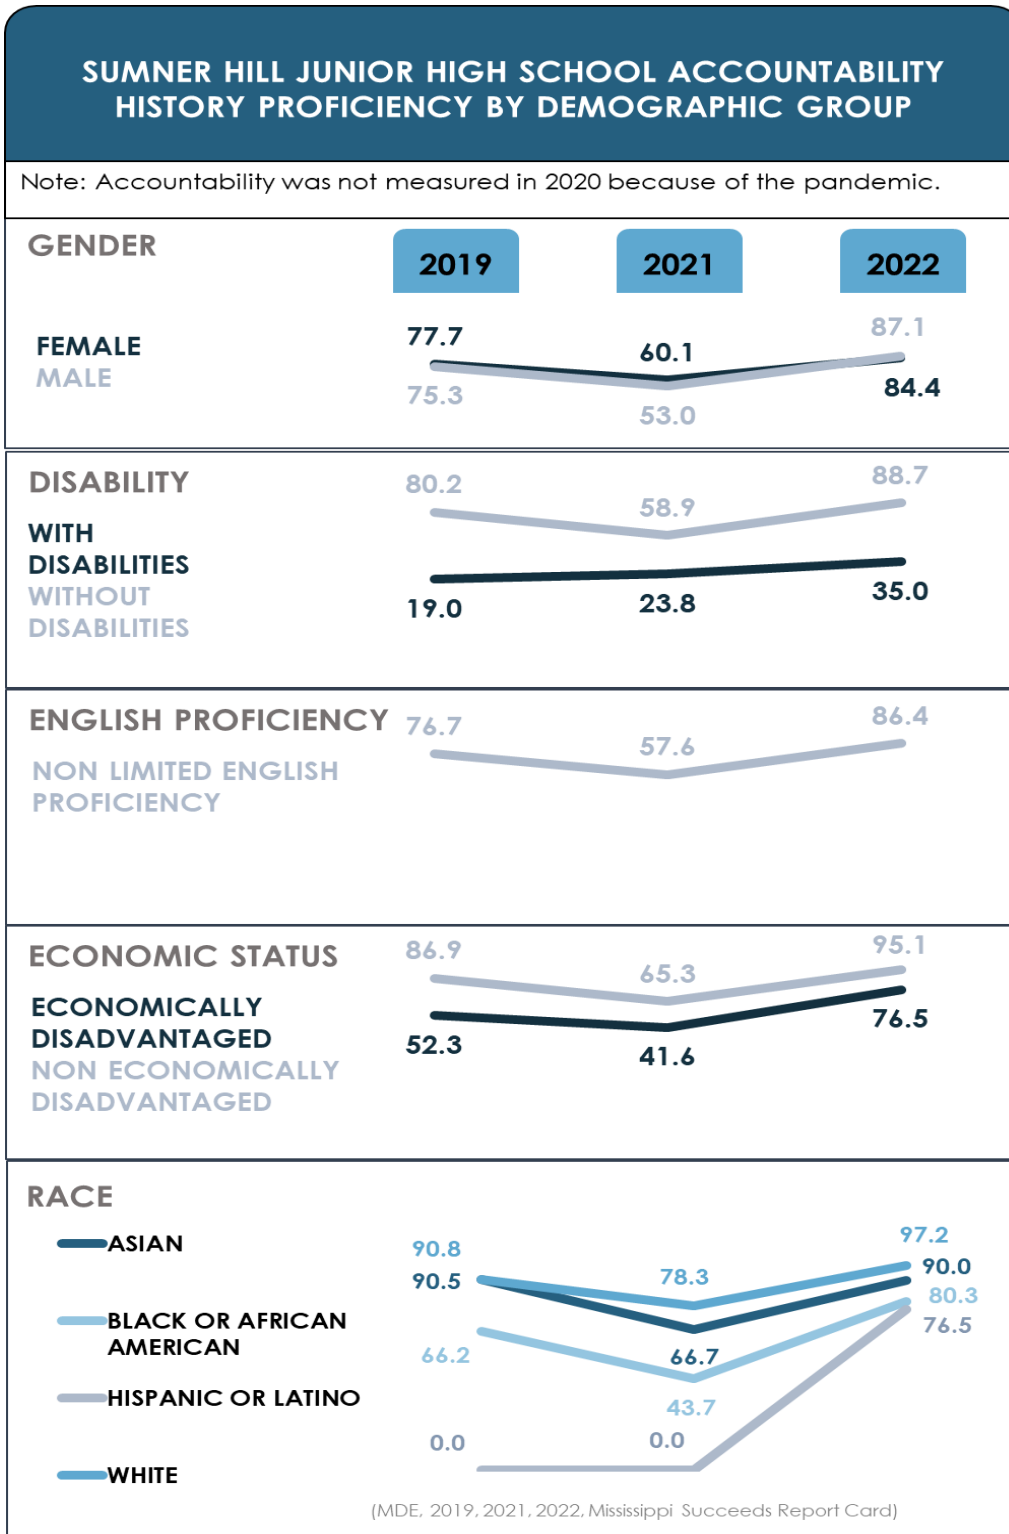 SUMNER HILL JUNIOR HIGH SCHOOL ACCOUNTABILITY
HISTORY PROFICIENCY BY DEMOGRAPHIC GROUP
Note: Accountability was not measured in 2020 because of the pandemic.
GENDER
2019
2021
2022
FEMALE
MALE
77.7
60.1
87.1
75.3
53.0
84.4
DISABILITY
WITH
DISABILITIES
WITHOUT
DISABILITIES
80.2
58.9
88.7
19.0
23.8
35.0
ENGLISH PROFICIENCY
NON LIMITED ENGLISH
PROFICIENCY
76.7
57.6
86.4
ECONOMIC STATUS
ECONOMICALLY
DISADVANTAGED
NON ECONOMICALLY
DISADVANTAGED
86.9
65.3
95.1
52.3
41.6
76.5
RACE
ASIAN
BLACK OR AFRICAN
AMERICAN
HISPANIC OR LATINO
WHITE
90.8
90.5
78.3
97.2
90.0
80.3
76.5
66.2
66.7
43.7
0.0
0.0
(MDE, 2019, 2021, 2022, Mississippi Succeeds Report Card)